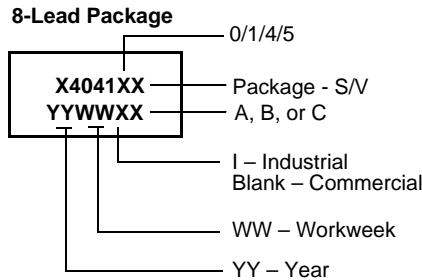 8-Lead Package
0/1/4/5
X4041XX
Package - S/V
YYWWXX
A, B, or C
I – Industrial
Blank – Commercial
WW – Workweek
YY – Year